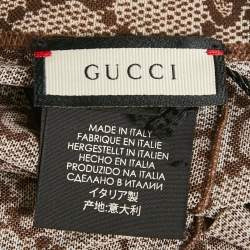 GUCCI
MADE IN ITALY
FABRIQUÉ EN ITALIE
HERGESTELLT IN ITALIEN
HECHO EN ITALIA
PRODUZIDO NA ITÁLIA
СДЕЛАНО В ИТАЛИИ
イタリア製
产地:意大利